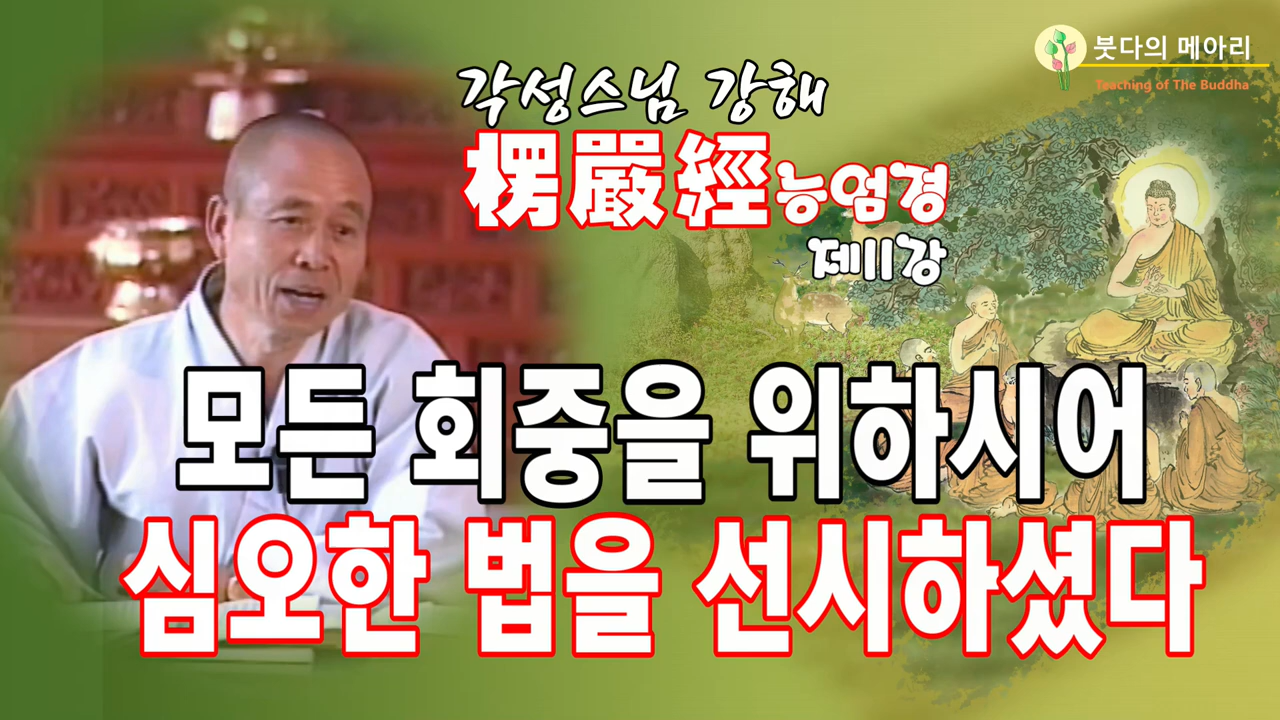 붓다의 메아리
Teaching of The Buddha
각성스님 강해
楞嚴經 능엄경
제11강
모든 회중을 위하시어
심오한 법을 선시하셨다